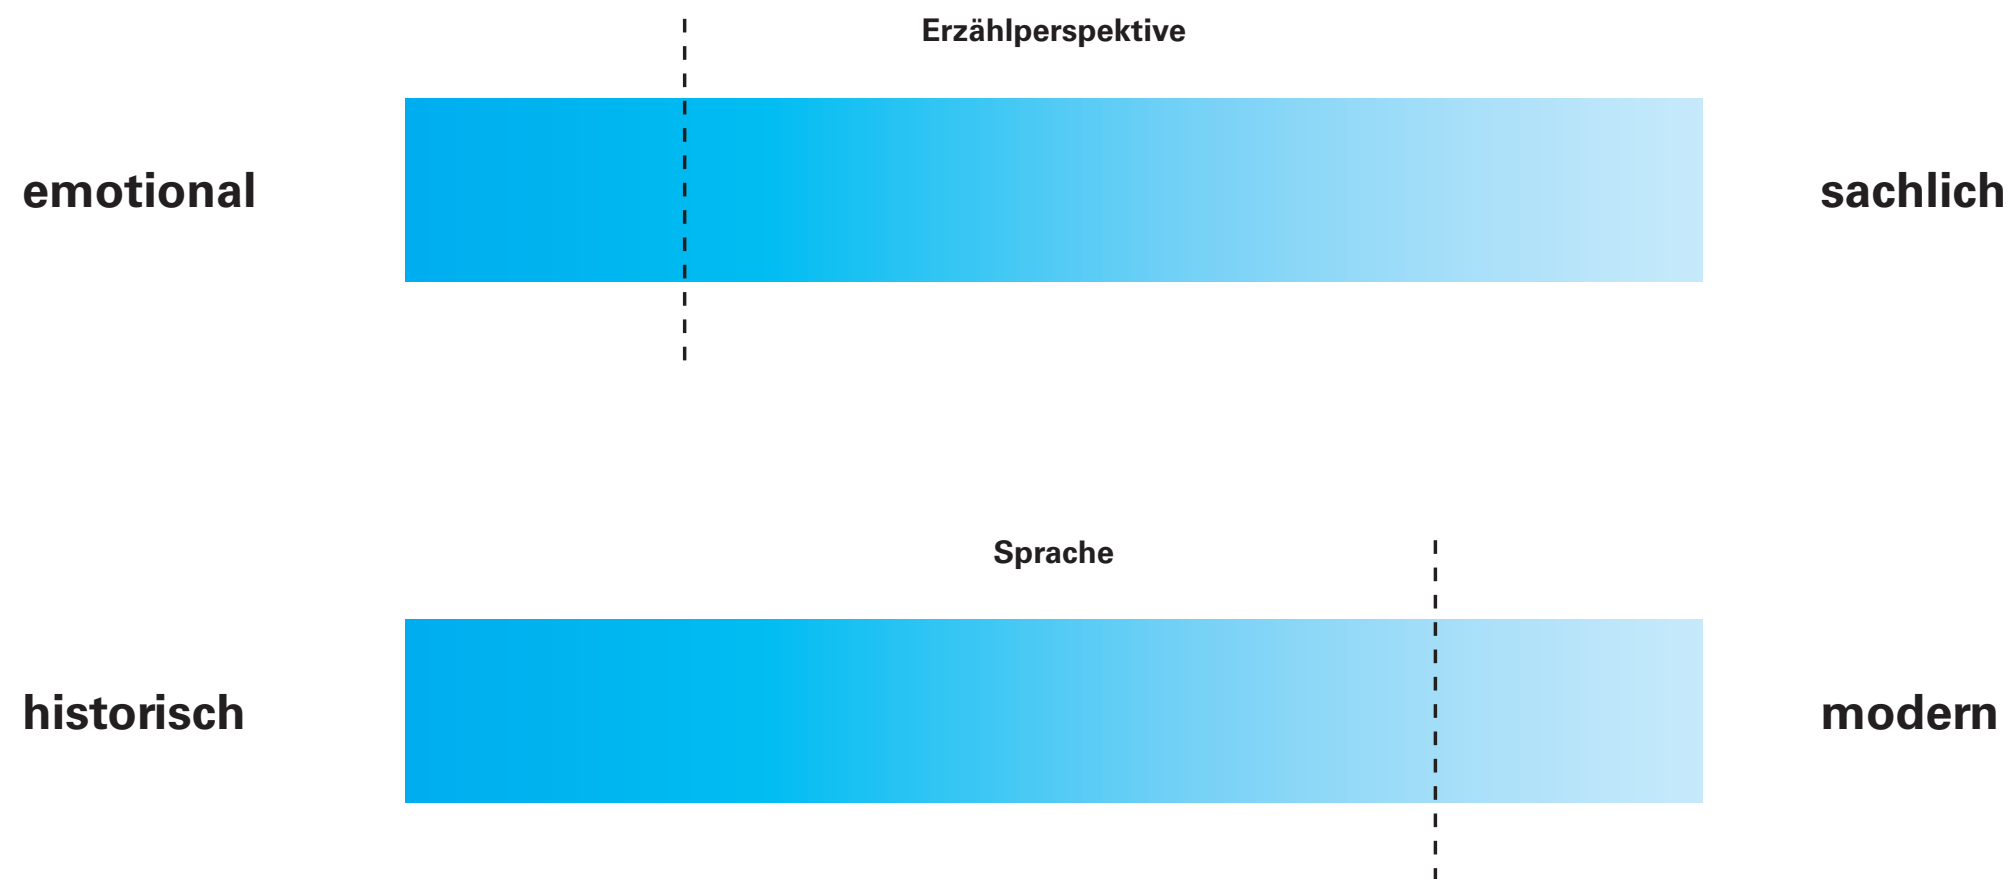 Erzählperspektive
emotional
sachlich
Sprache
historisch
modern